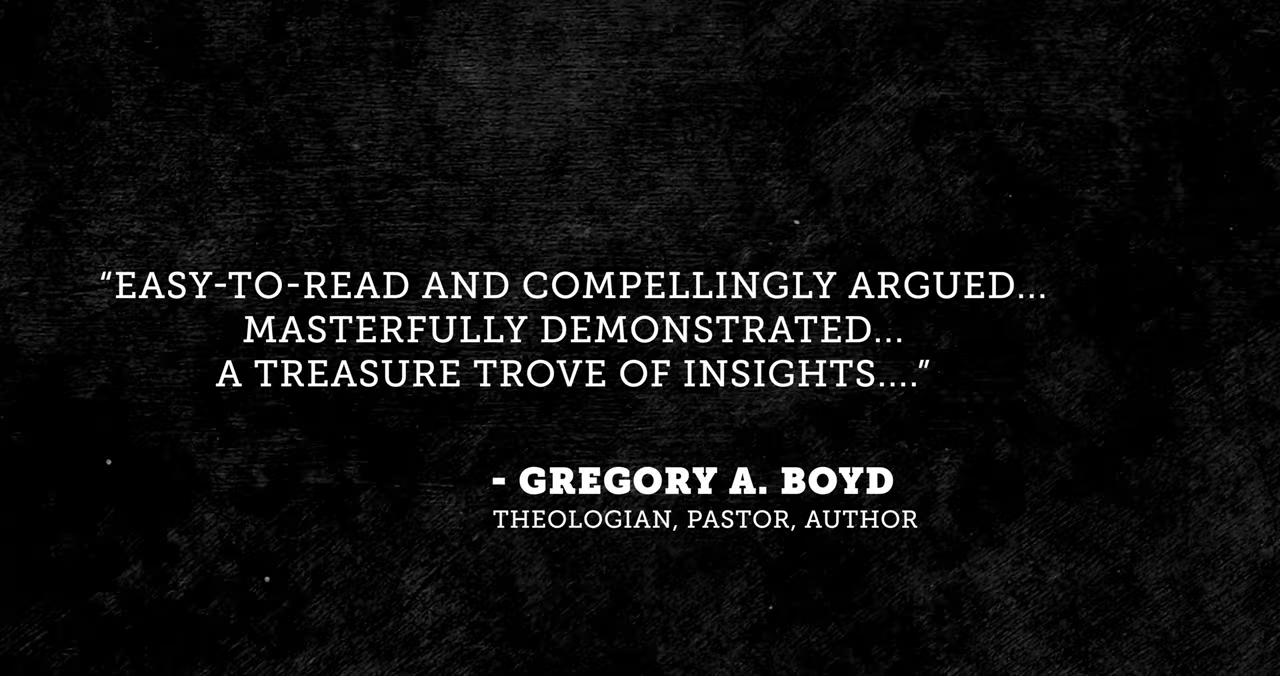 “EASY-TO-READ AND COMPELLINGLY ARGUED...
MASTERFULLY DEMONSTRATED...
A TREASURE TROVE OF INSIGHTS....”
- GREGORY A. BOYD
THEOLOGIAN, PASTOR, AUTHOR